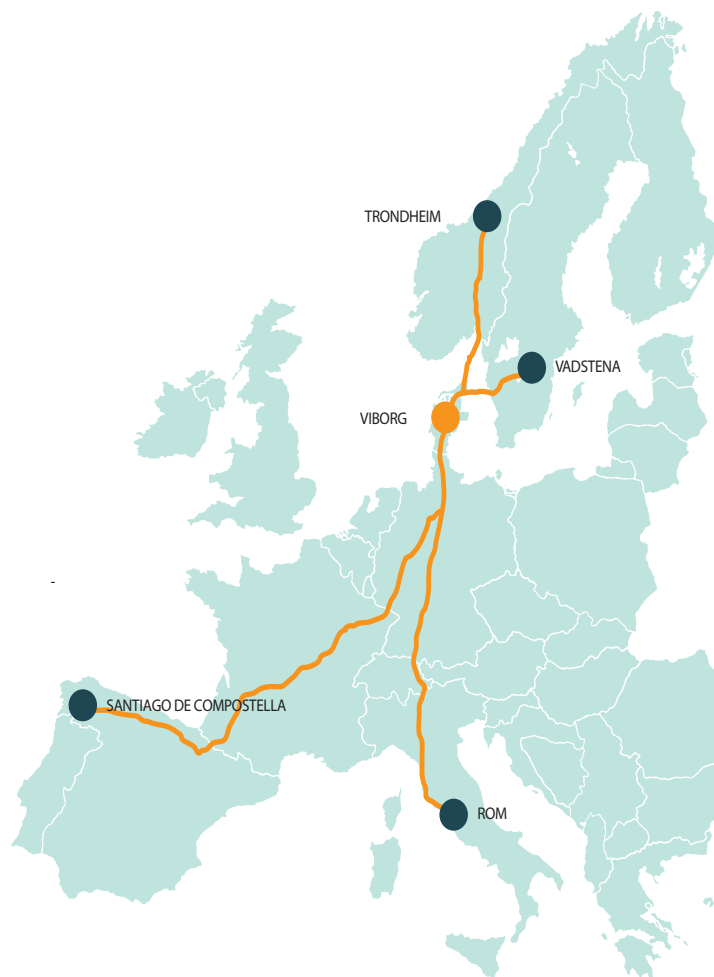 TRONDHEIM
VADSTENA
VIBORG
-
SANTIAGO DE COMPOSTELLA
ROM